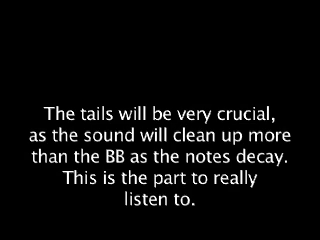 The tails will be very crucial,
as the sound will clean up more
than the BB as the notes decay.
This is the part to really
listen to.